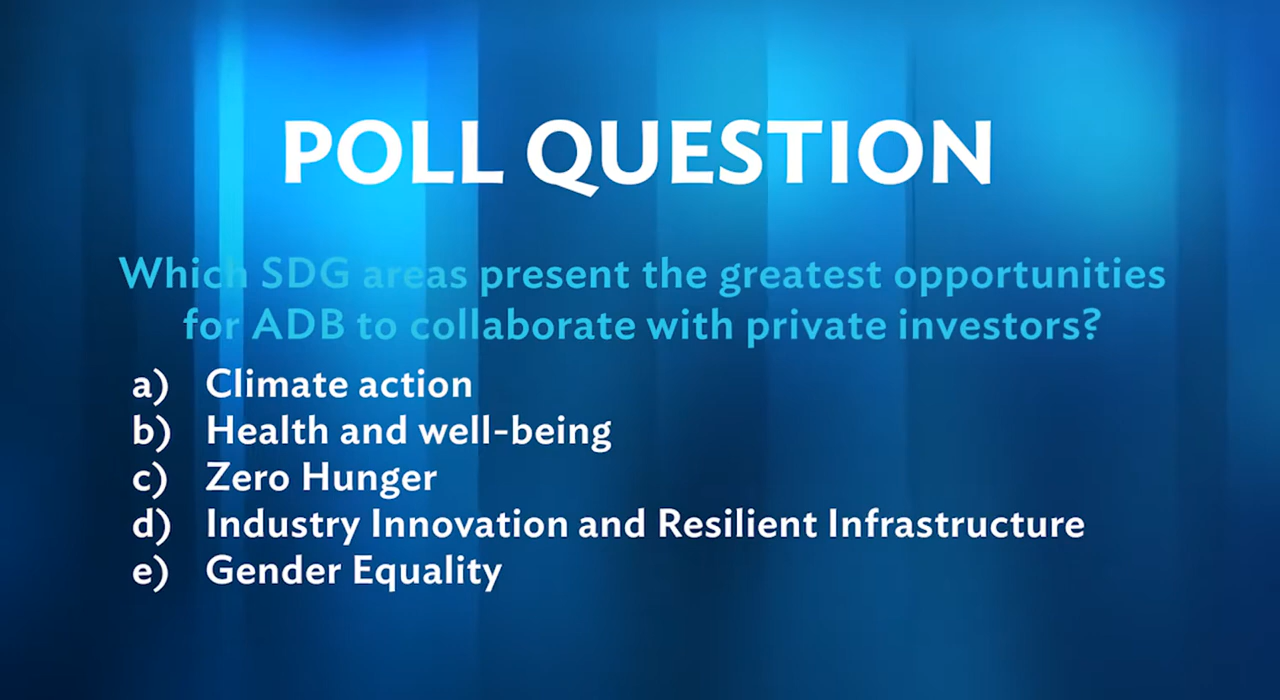 POLL QUESTION
Which SDG areas present the greatest opportunities
for ADB to collaborate with private investors?
a) Climate action
b) Health and well-being
c) Zero Hunger
d) Industry Innovation and Resilient Infrastructure
e) Gender Equality